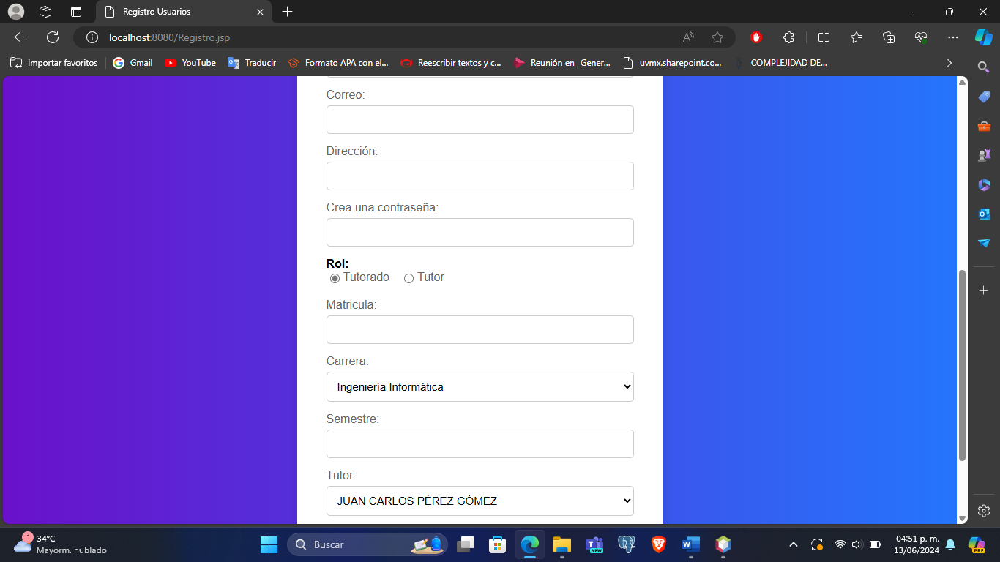 Registro Usuarios
localhost:8080/Registro.jsp
Importar favoritos
Gmail
YouTube
Traducir
Formato APA con el...
Reescribir textos y c...
Reunión en _Gener...
uvmx.sharepoint.co...
COMPLEJIDAD DE...
Correo:
Dirección:
Crea una contraseña:
Rol:
Tutorado Tutor
Matricula:
Carrera:
Ingeniería Informática
Semestre:
Tutor:
JUAN CARLOS PÉREZ GÓMEZ
1
34°C
Mayorm. nublado
Buscar
NEW
04:51 p. m.
13/06/2024
PRE